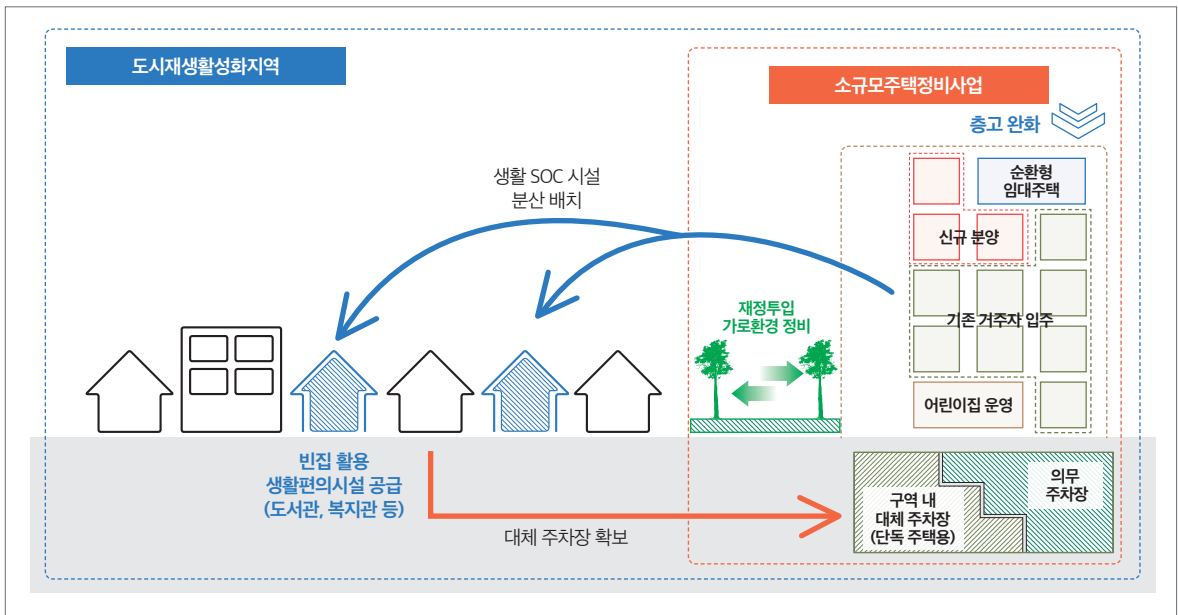 도시재생활성화지역
소규모주택정비사업
층고 완화
생활 SOC 시설
분산 배치
순환형
임대주택
신규 분양
재정투입
가로환경 정비
기존 거주자 입주
어린이집 운영
빈집 활용
생활편의시설 공급
(도서관, 복지관 등)
대체 주차장 확보
구역 내
대체 주차장
(단독 주택용)
의무
주차장